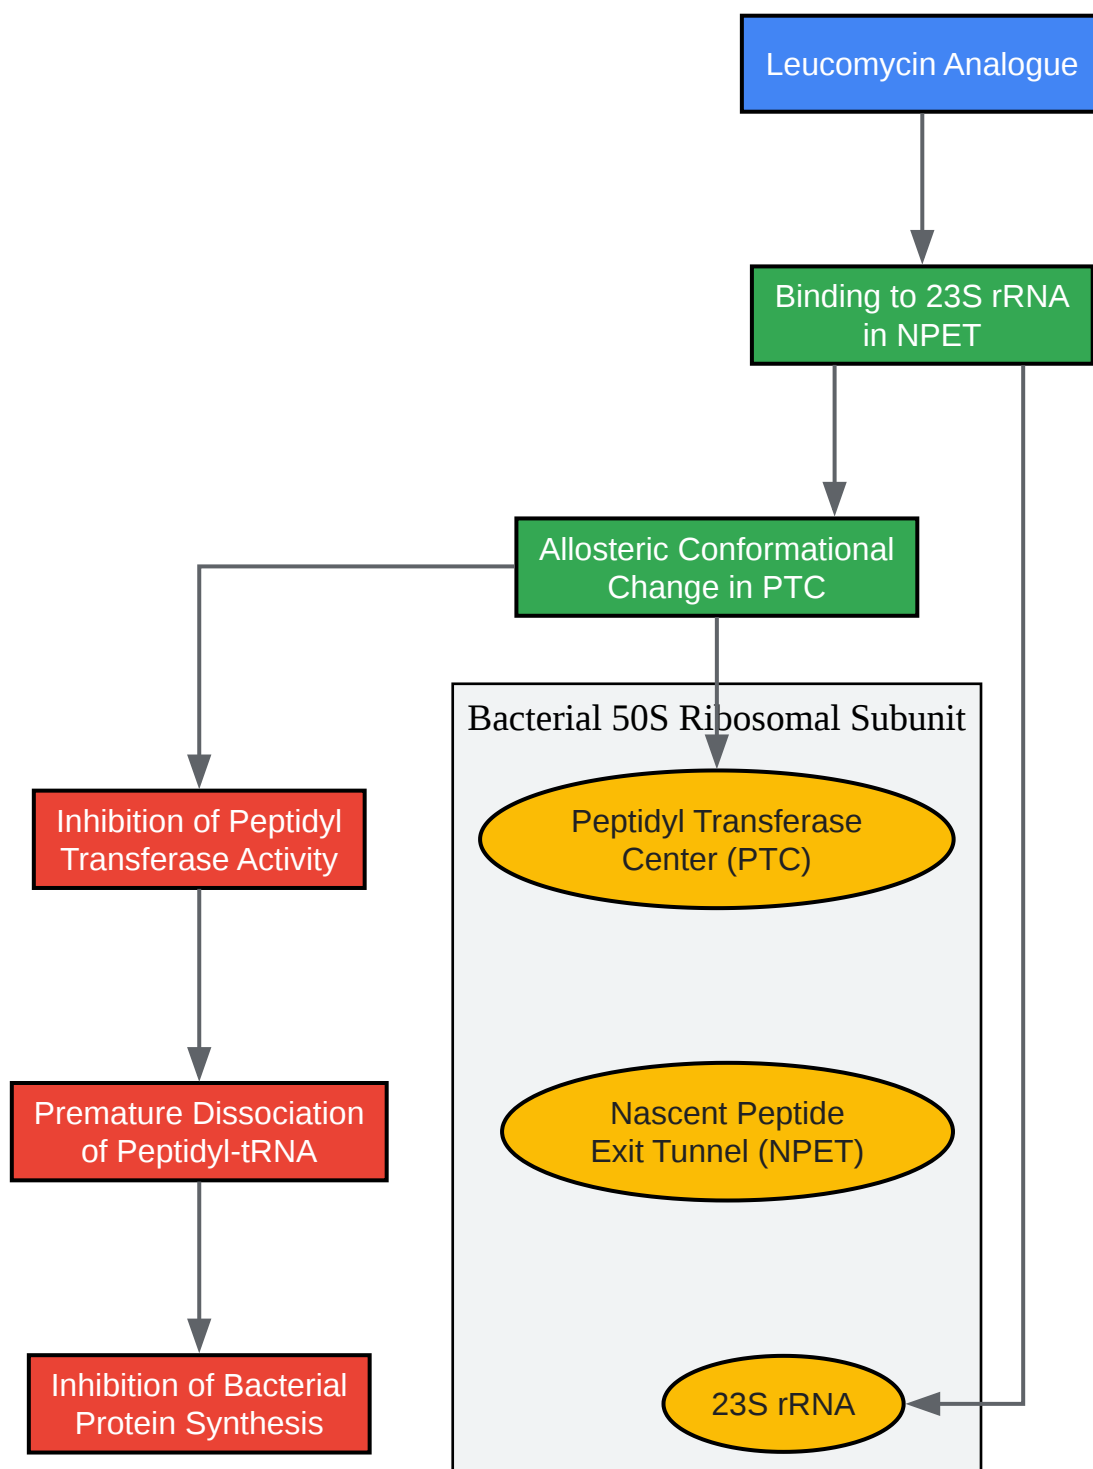 Leucomycin Analogue
Binding to 23S rRNA
in NPET
Allosteric Conformational
Change in PTC
Bacterial 50S Ribosomal Subunit
Inhibition of Peptidyl
Transferase Activity
Peptidyl Transferase
Center (PTC)
Premature Dissociation
of Peptidyl-tRNA
Nascent Peptide
Exit Tunnel (NPET)
Inhibition of Bacterial
Protein Synthesis
23S rRNA